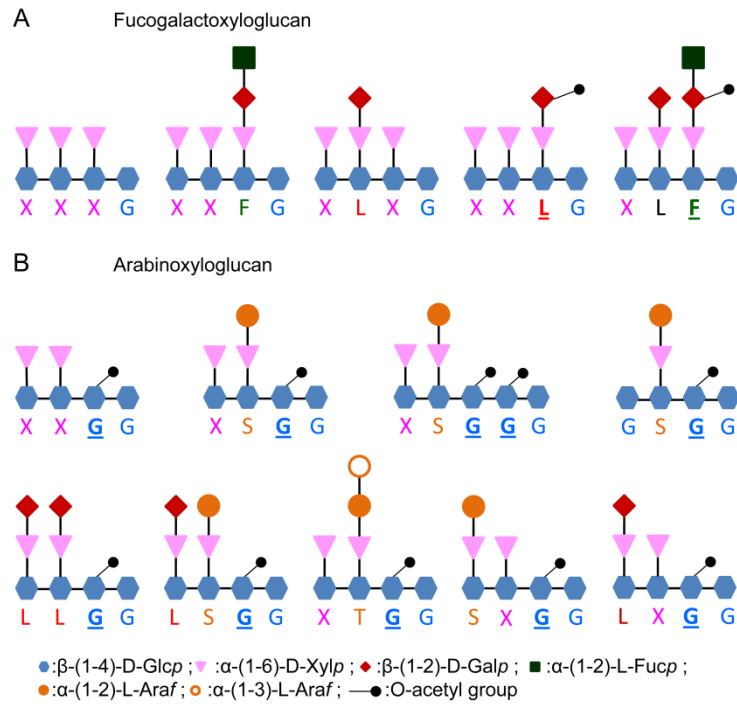 A Fucogalactoxyloglucan
X X X G X X F G X L X G X X L G X L F G
B Arabinoxyloglucan
X X G G X S G G X S G G G G S G G
L L G G L S G G X T G G S X G G L X G G
:β-(1-4)-D-Glcp ; :α-(1-6)-D-Xylp ; :β-(1-2)-D-Galp ; :α-(1-2)-L-Fucp ;
:α-(1-2)-L-Araf ; :α-(1-3)-L-Araf ; :O-acetyl group